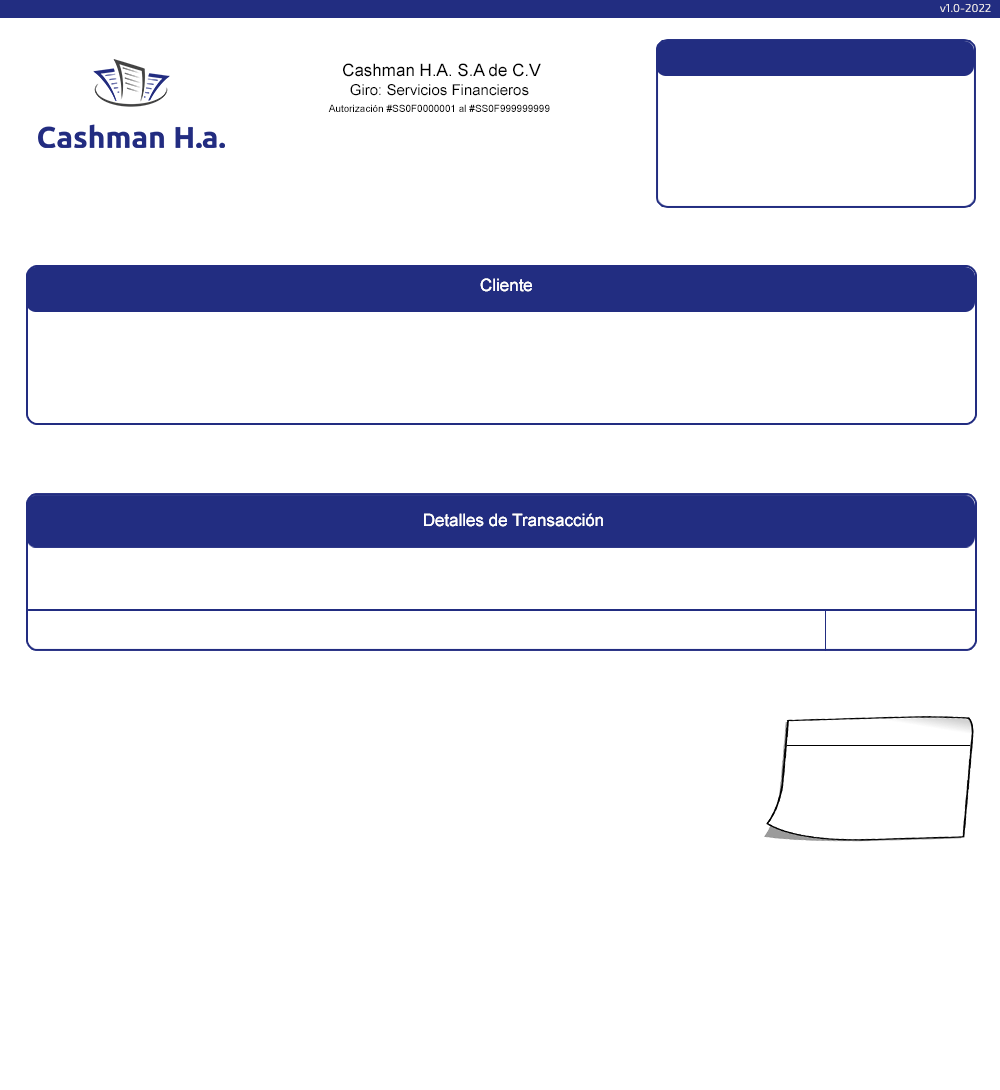 v1.0-2022
Cashman H.A. S.A de C.V
Giro: Servicios Financieros
Autorización #SS0F0000001 al #SS0F999999999
Cashman H.a.
Cliente
Detalles de Transacción